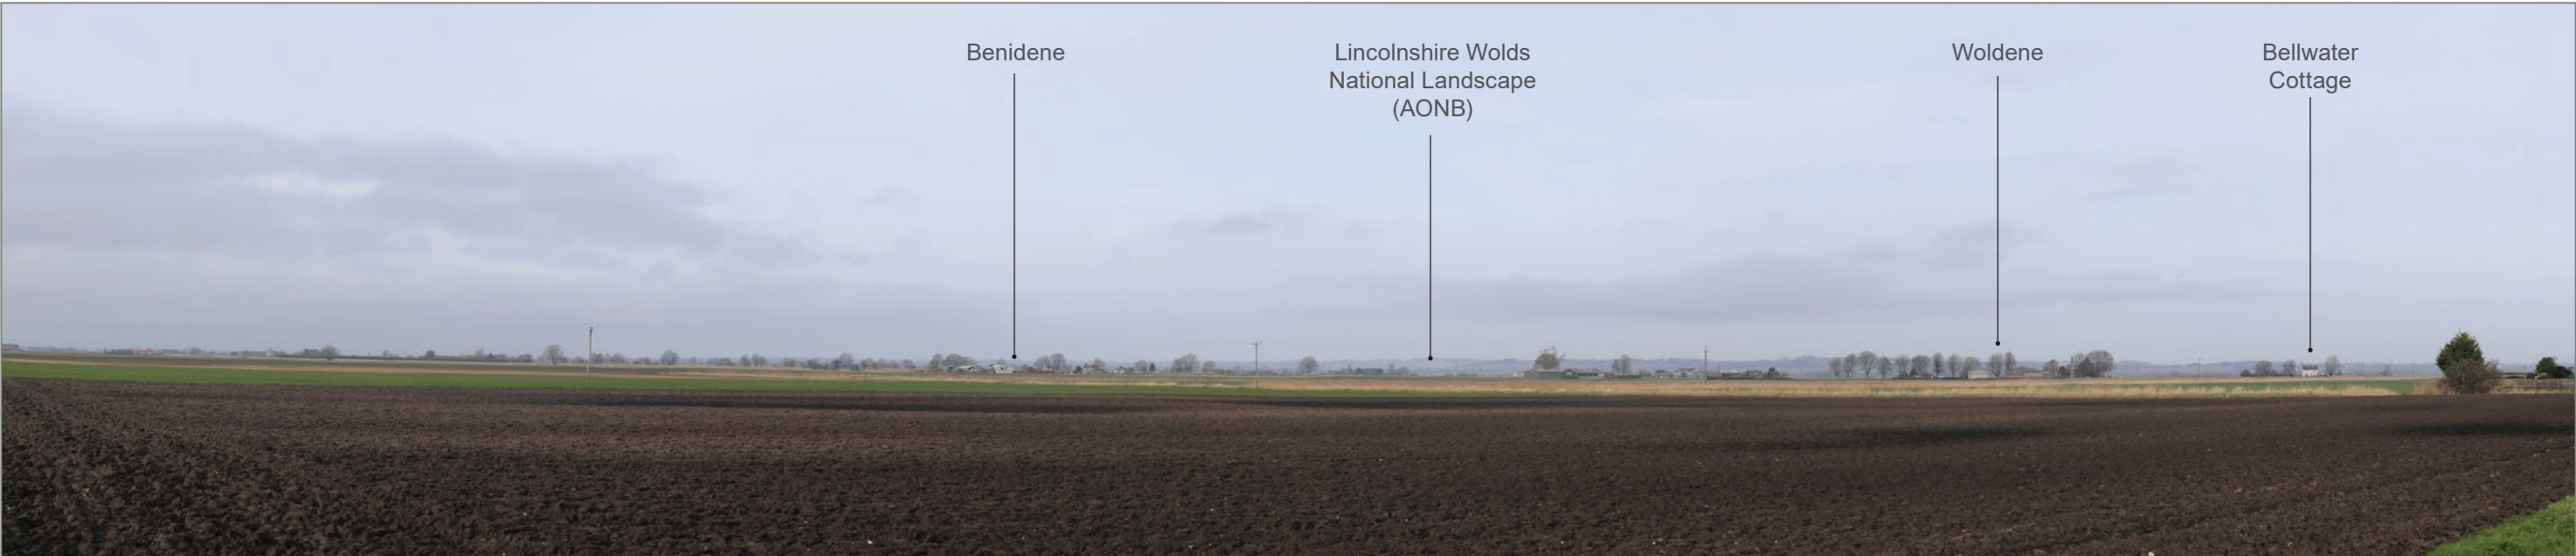 Benidene
Lincolnshire Wolds
National Landscape
(AONB)
Woldene
Bellwater
Cottage